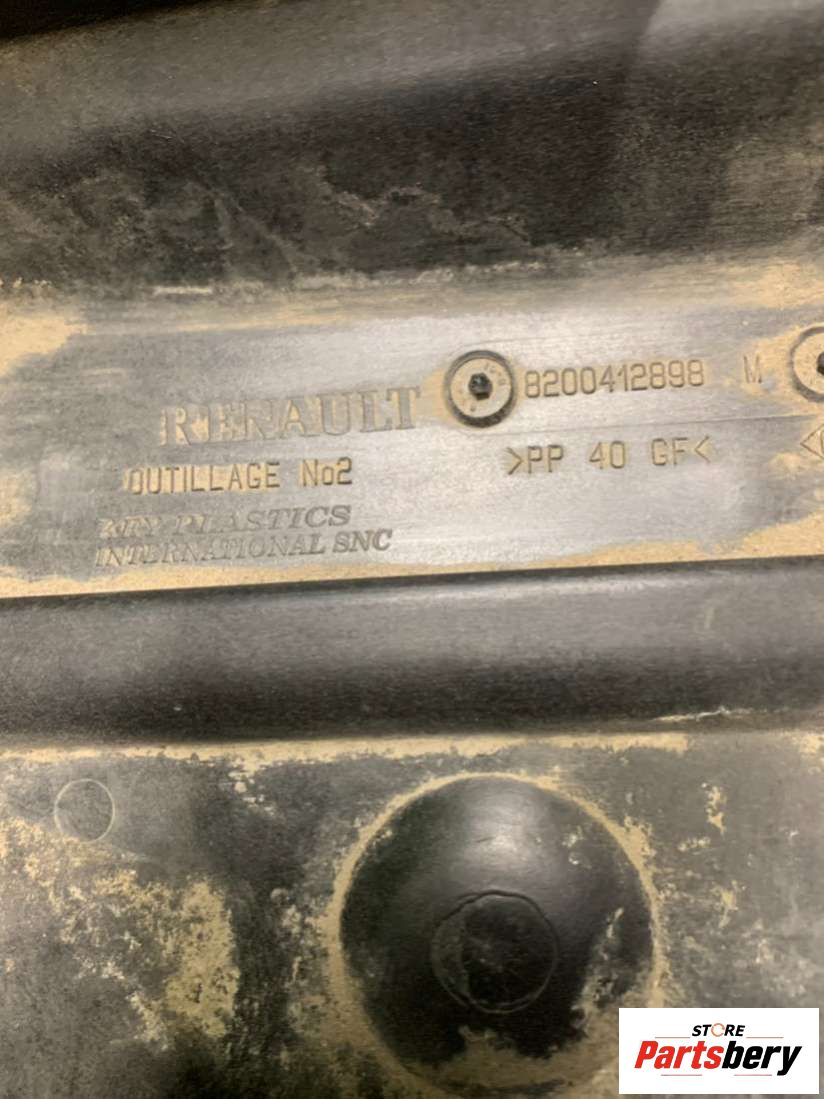 RENAULT 8200412898 M
OUTILLAGE No2 >PP 40 GF<
KEY PLASTICS
INTERNATIONAL SNC
STORE
Partsbery